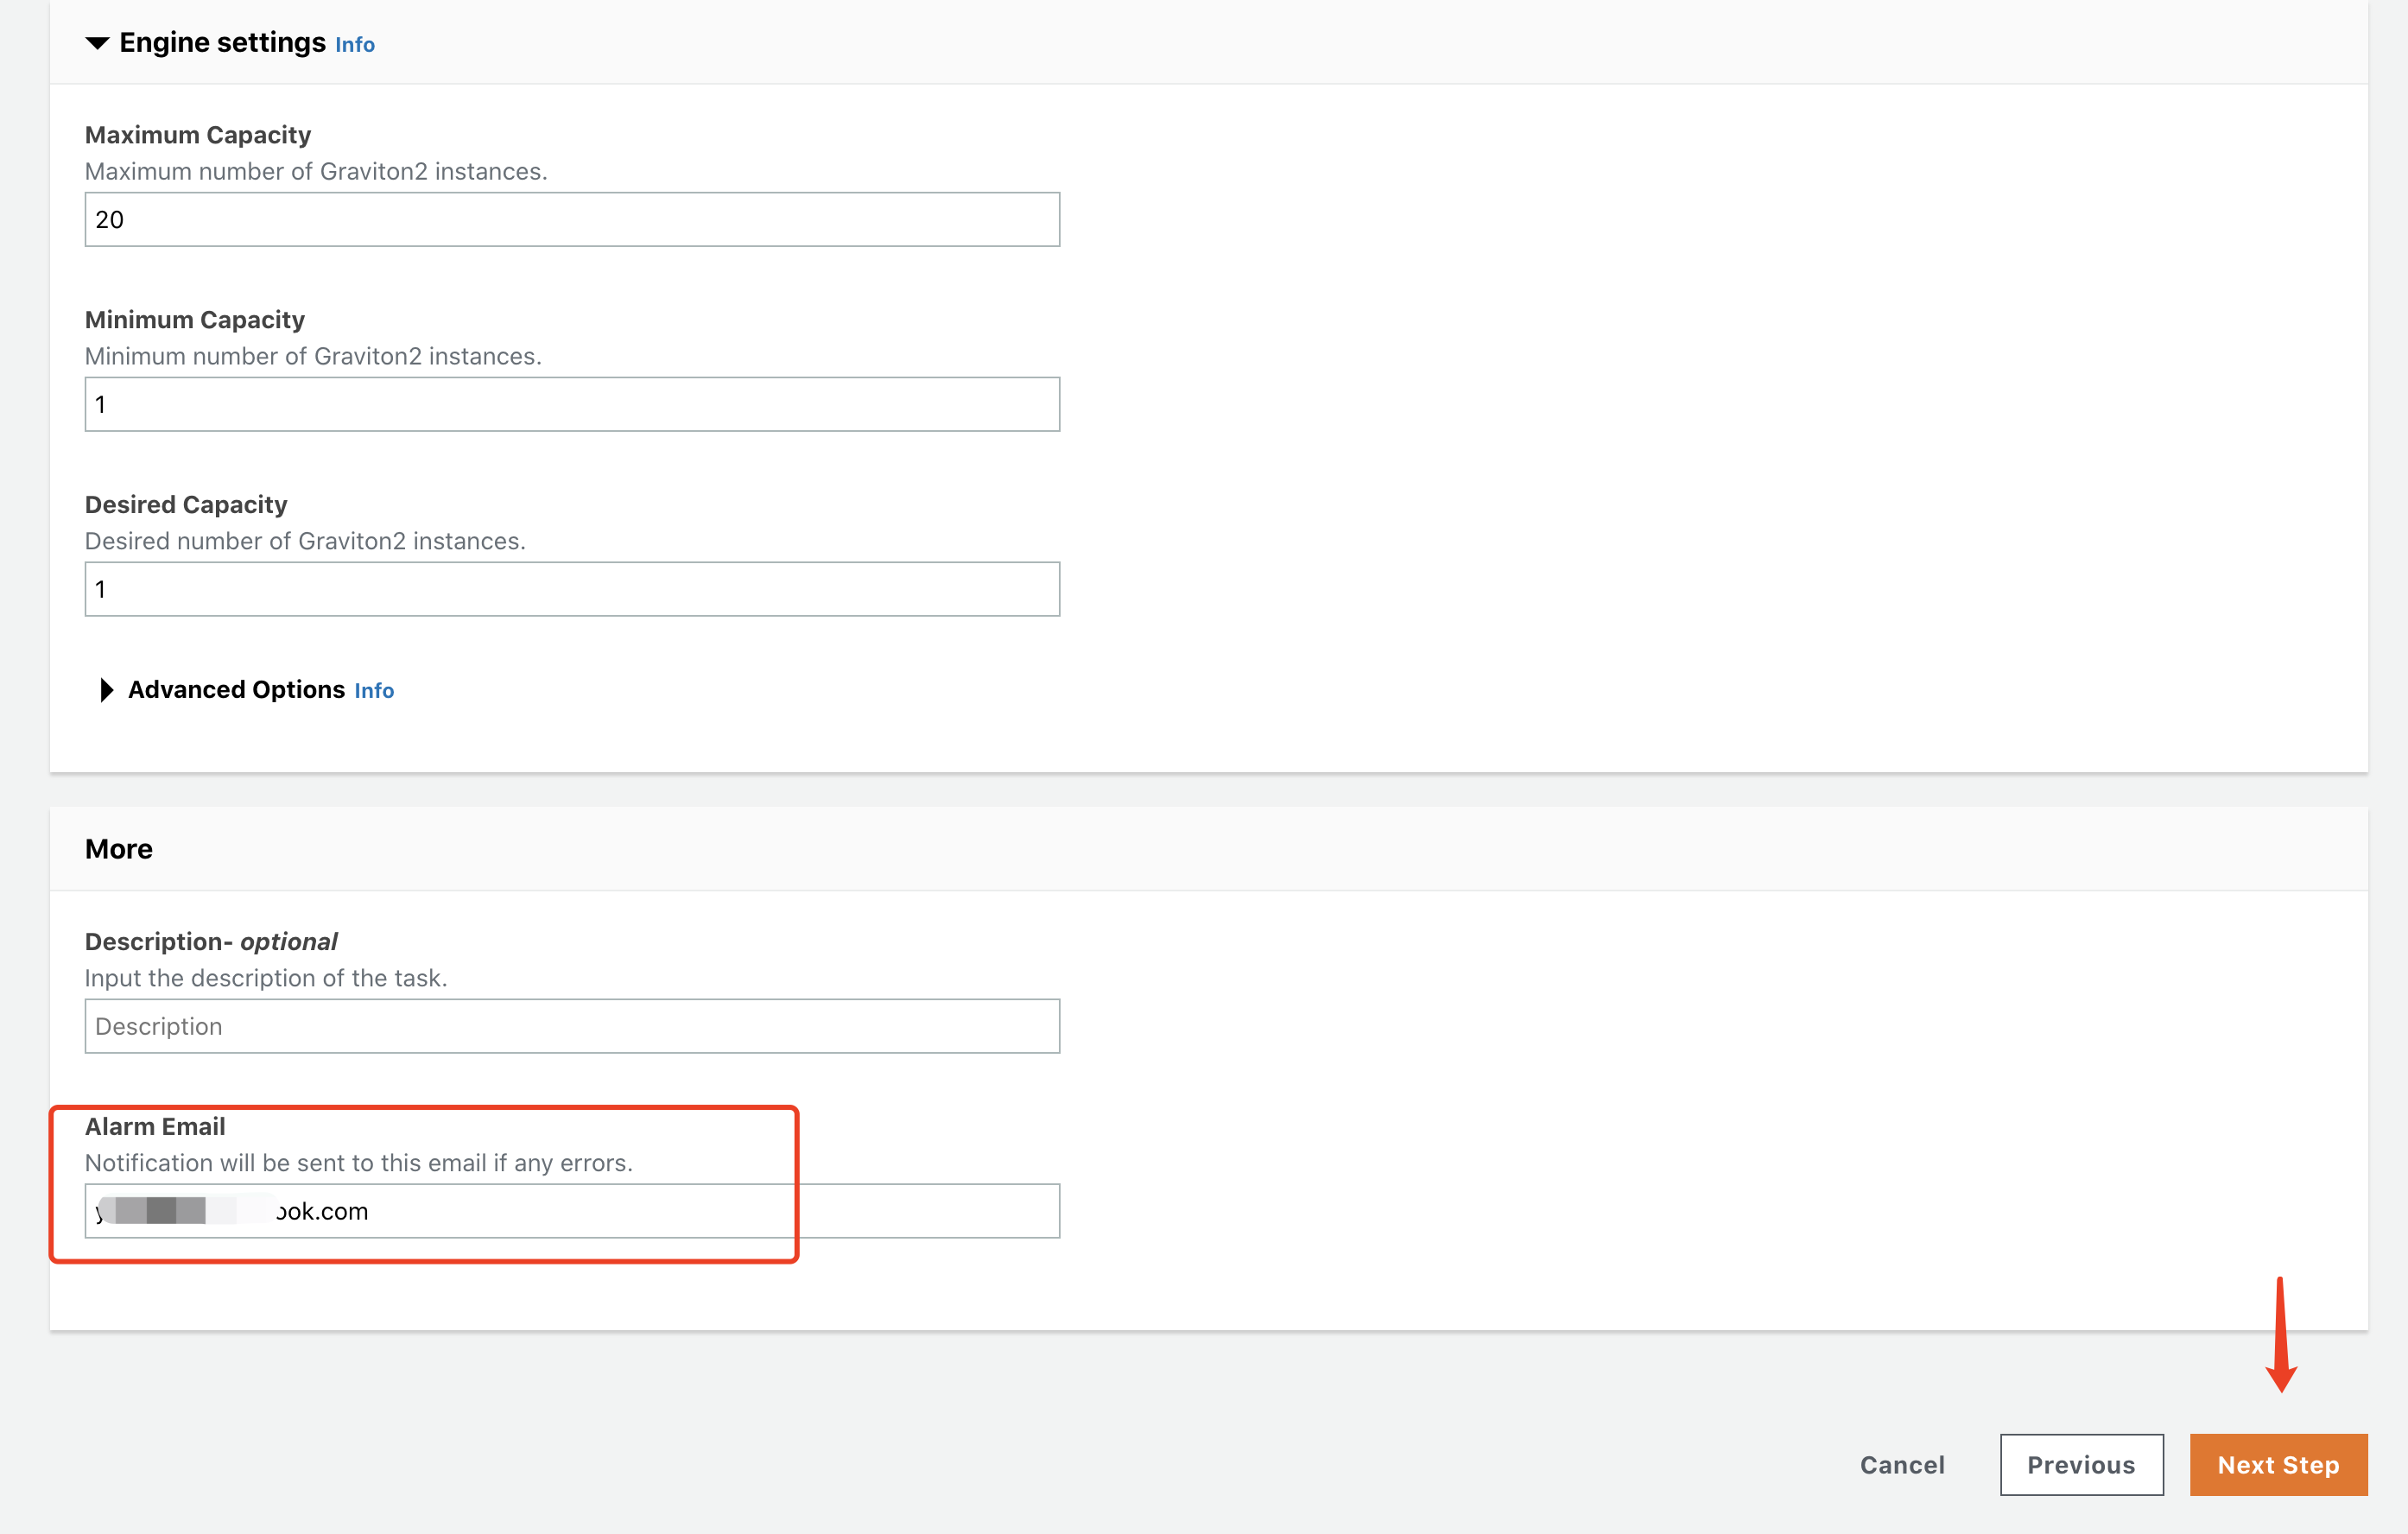 Engine settings Info
Maximum Capacity
Maximum number of Graviton2 instances.
20
Minimum Capacity
Minimum number of Graviton2 instances.
1
Desired Capacity
Desired number of Graviton2 instances.
1
Advanced Options Info
More
Description- optional
Input the description of the task.
Description
Alarm Email
Notification will be sent to this email if any errors.
ook.com
Cancel
Previous
Next Step